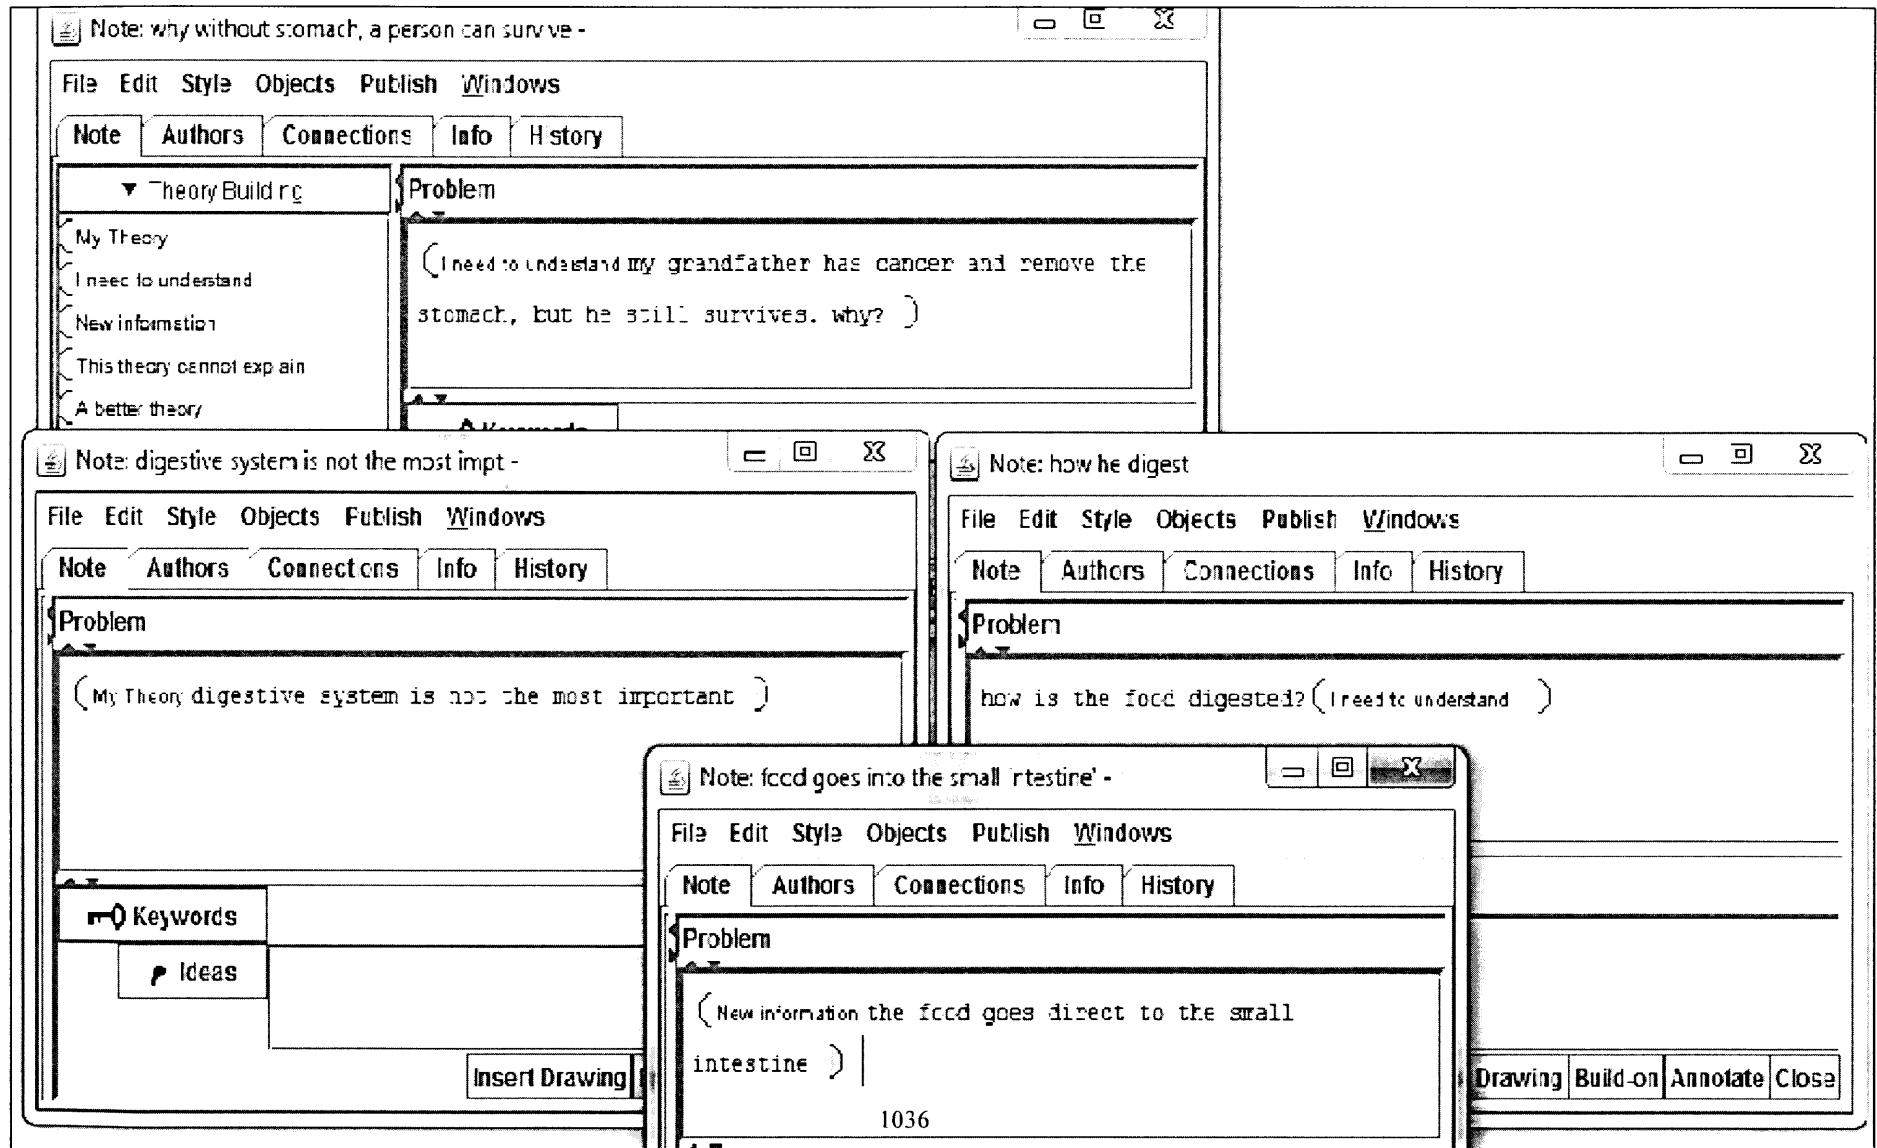 Note: why without stomach, a person can survive -
File Edit Style Objects Publish Windows
Note Authors Connections Info History
▼ Theory Building
Problem
My Theory
I need to understand
New information
This theory cannot explain
A better theory
(I need to understand my grandfather has cancer and remove the
stomach, but he still survives. why? )
Keywords
Note: digestive system is not the most impt -
File Edit Style Objects Publish Windows
Note Authors Connections Info History
Problem
(My Theory digestive system is not the most important )
Keywords
Ideas
Insert Drawing
Note: how he digest
File Edit Style Objects Publish Windows
Note Authors Connections Info History
Problem
how is the food digested? (I need to understand )
Drawing Build-on Annotate Close
Note: food goes into the small intestine' -
File Edit Style Objects Publish Windows
Note Authors Connections Info History
Problem
(New information the food goes direct to the small
intestine )
1036